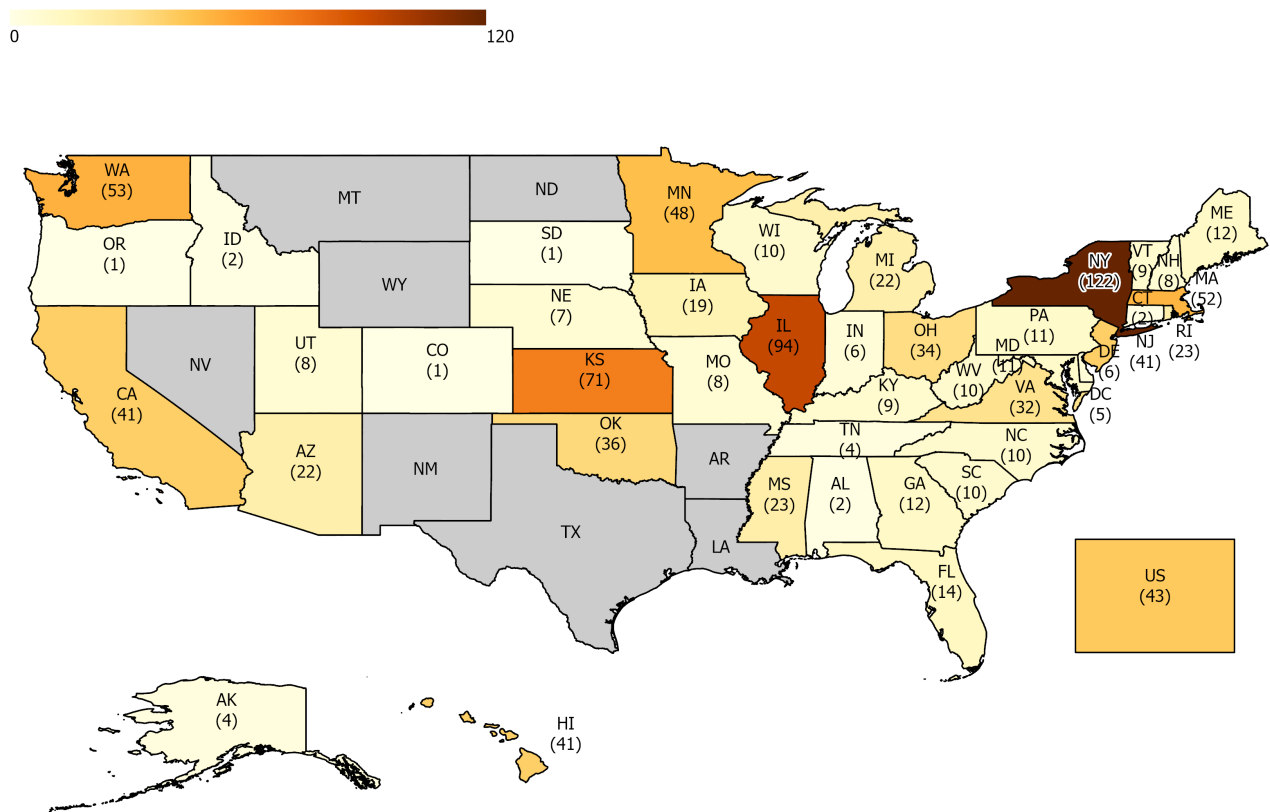 0
120
WA
(53)
MT
ND
MN
(48)
OR
(1)
ID
(2)
SD
(1)
WI
(10)
MI
(22)
ME
(12)
VT
(9)
NH
(8)
NY
(122)
MA
(52)
WY
NE
(7)
IA
(19)
CT
(2)
RI
(23)
NJ
(41)
PA
(11)
NV
UT
(8)
CO
(1)
KS
(71)
MO
(8)
IL
(94)
IN
(6)
OH
(34)
MD
(11)
DE
(6)
WV
(10)
VA
(32)
DC
(5)
KY
(9)
CA
(41)
AZ
(22)
NM
OK
(36)
AR
TN
(4)
NC
(10)
SC
(10)
MS
(23)
AL
(2)
GA
(12)
TX
LA
FL
(14)
US
(43)
AK
(4)
HI
(41)